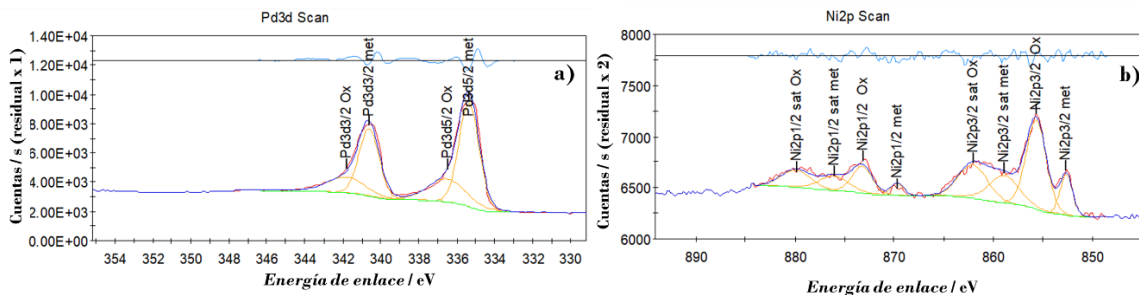 Pd3d Scan
Cuentas / s (residual x 1)
1.40E+04
1.20E+04
1.00E+04
8.00E+03
6.00E+03
4.00E+03
2.00E+03
0.00E+00
Pd3d3/2 Ox
Pd3d3/2 met
Pd3d5/2 Ox
Pd3d5/2 met
a)
354 352 350 348 346 344 342 340 338 336 334 332 330
Energía de enlace / eV
Ni2p Scan
Cuentas / s (residual x 2)
8000
7750
7000
6500
6000
Ni2p1/2 sat Ox
Ni2p1/2 sat met
Ni2p1/2 Ox
Ni2p1/2 met
Ni2p3/2 sat Ox
Ni2p3/2 sat met
Ni2p3/2 Ox
Ni2p3/2 met
b)
890 880 870 860 850
Energía de enlace / eV